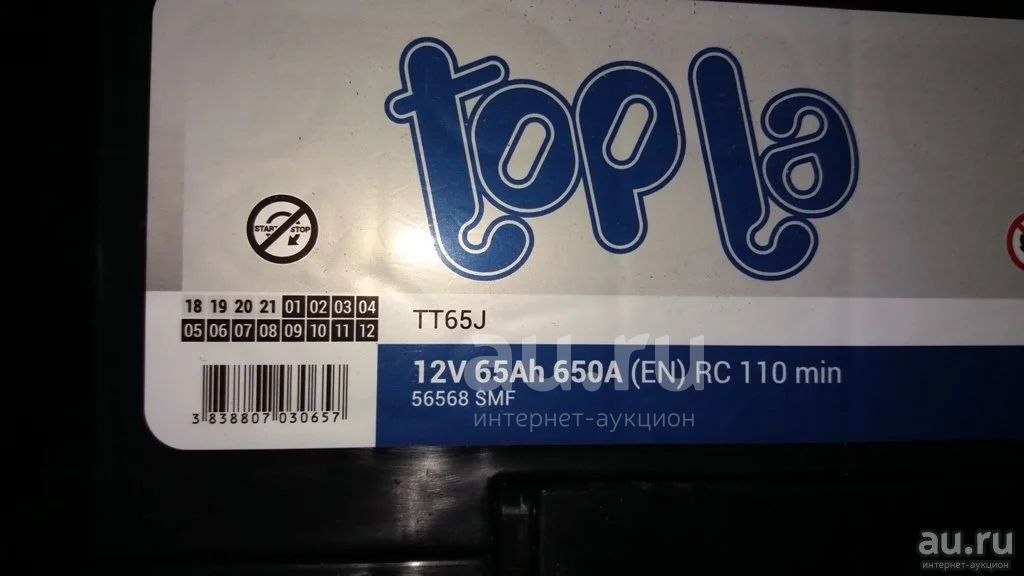 topla
START STOP
18 19 20 21 01 02 03 04
05 06 07 08 09 10 11 12
TT65J
12V 65Ah 650A (EN) RC 110 min
56568 SMF
3 838807 030657
au.ru
интернет-аукцион
au.ru
интернет-аукцион